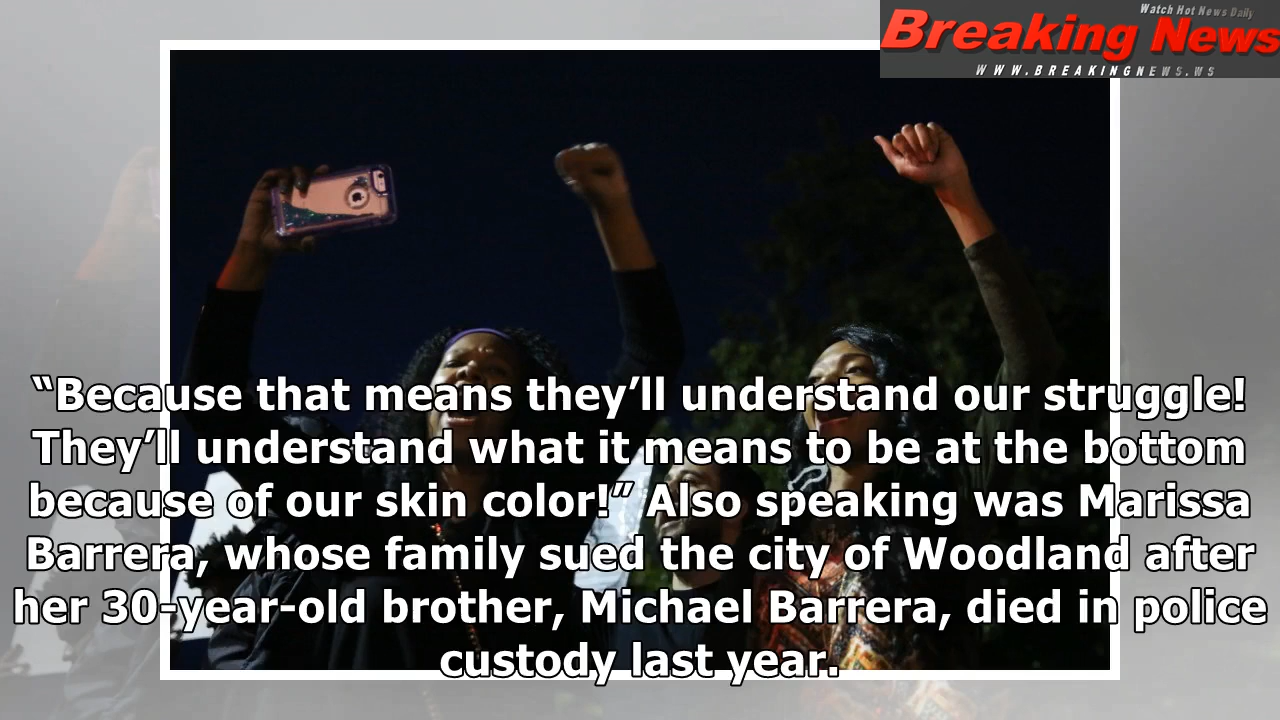 Watch Hot News Daily
Breaking News
WWW.BREAKINGNEWS.WS
“Because that means they’ll understand our struggle!
They’ll understand what it means to be at the bottom
because of our skin color!” Also speaking was Marissa
Barrera, whose family sued the city of Woodland after
her 30-year-old brother, Michael Barrera, died in police
custody last year.